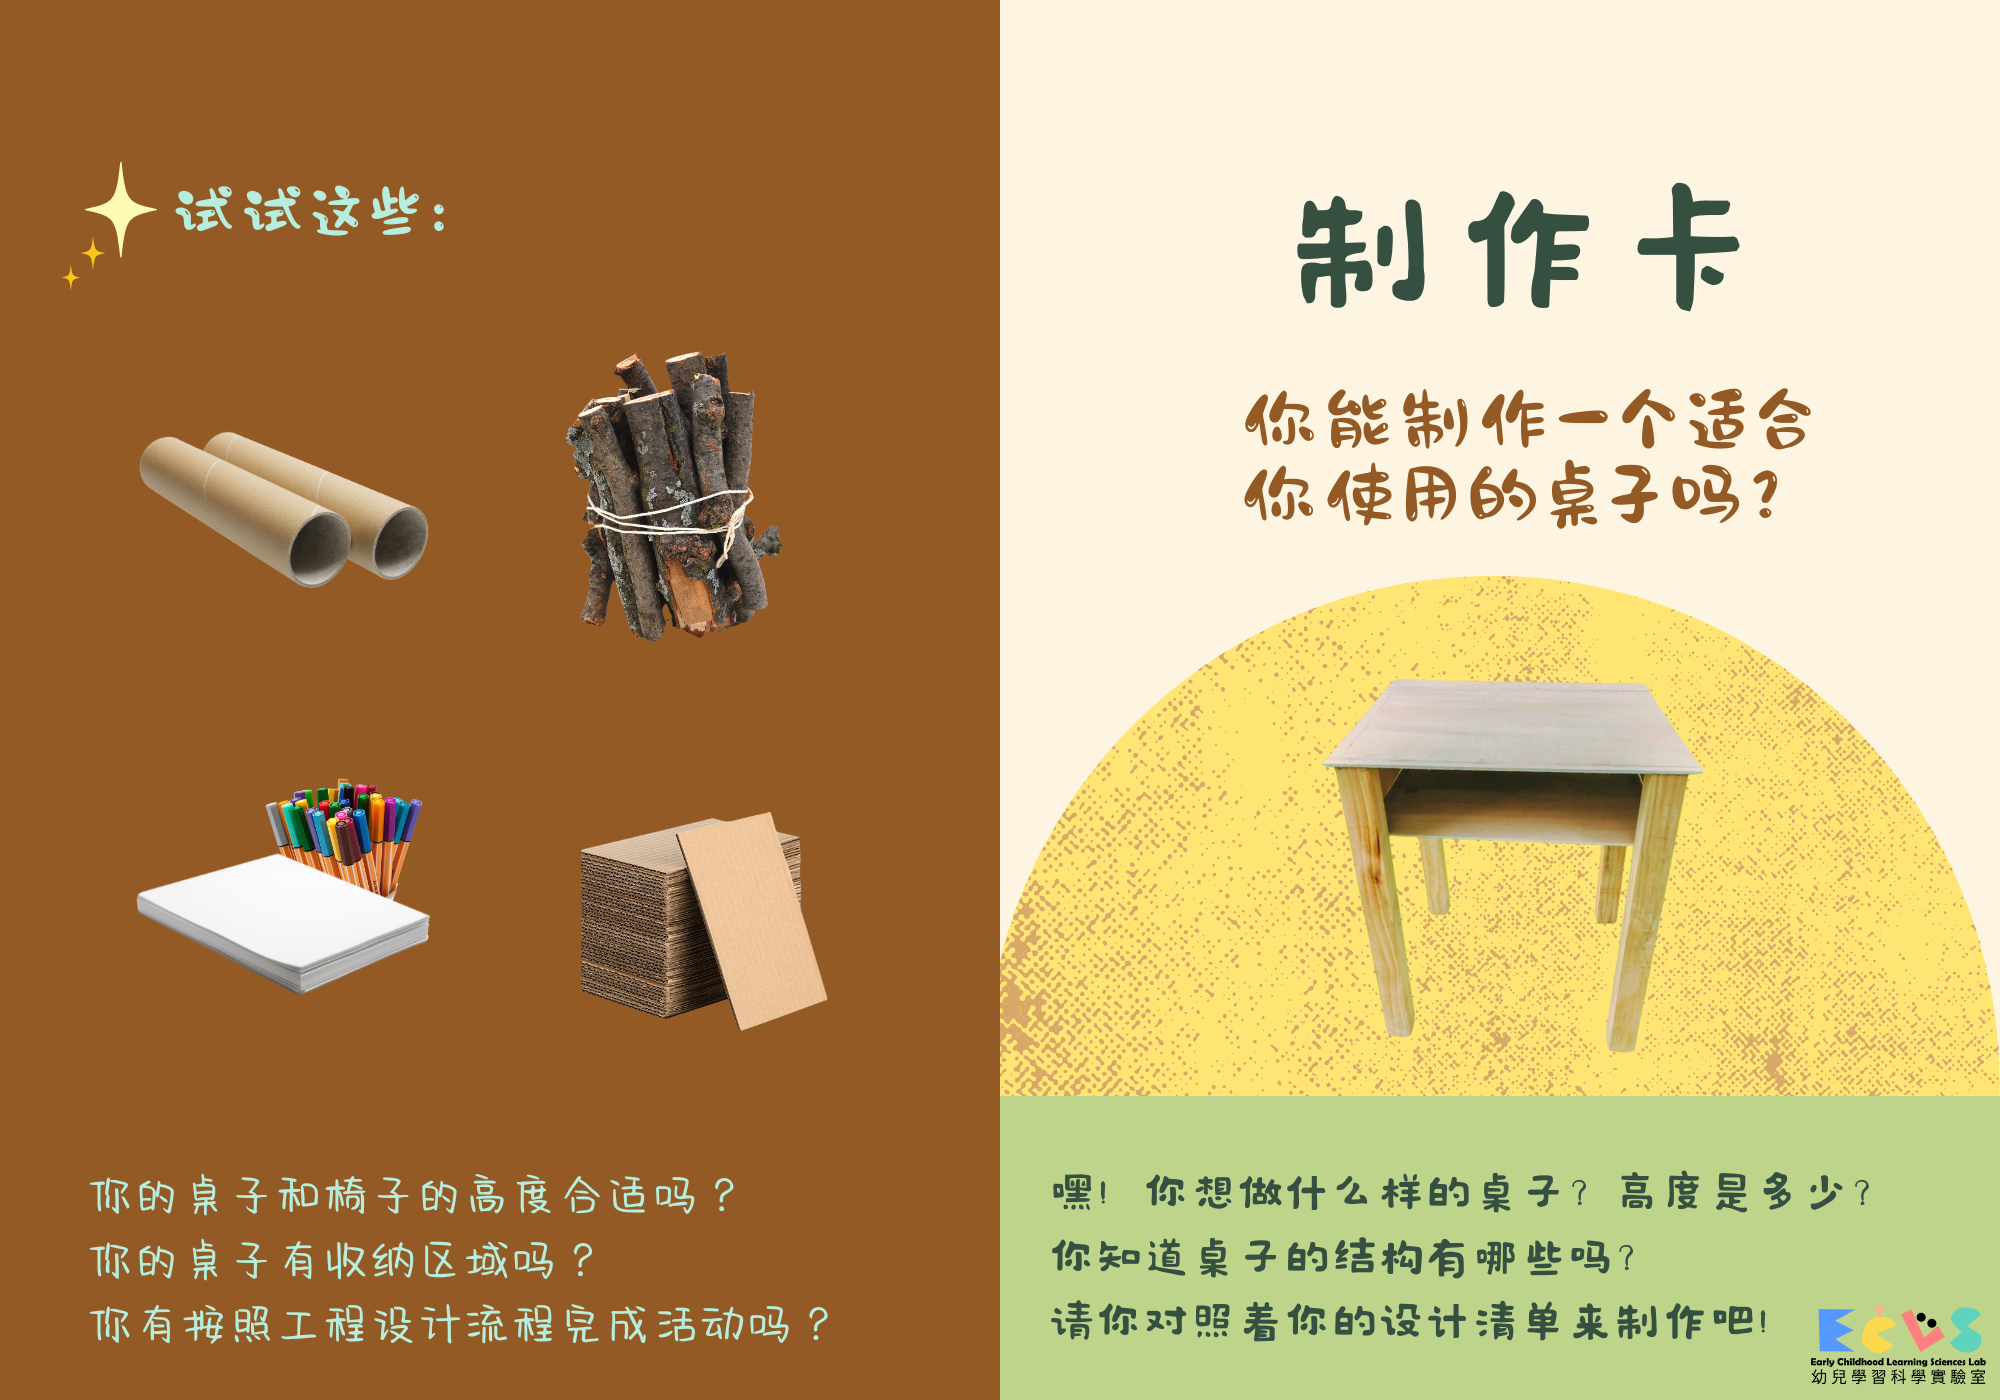 试试这些：
你的桌子和椅子的高度合适吗？
你的桌子有收纳区域吗？
你有按照工程设计流程完成活动吗？
制作卡
你能制作一个适合
你使用的桌子吗？
嘿！你想做什么样的桌子？高度是多少？
你知道桌子的结构有哪些吗？
请你对照着你的设计清单来制作吧！
ECLS
Early Childhood Learning Sciences Lab
幼兒學習科學實驗室